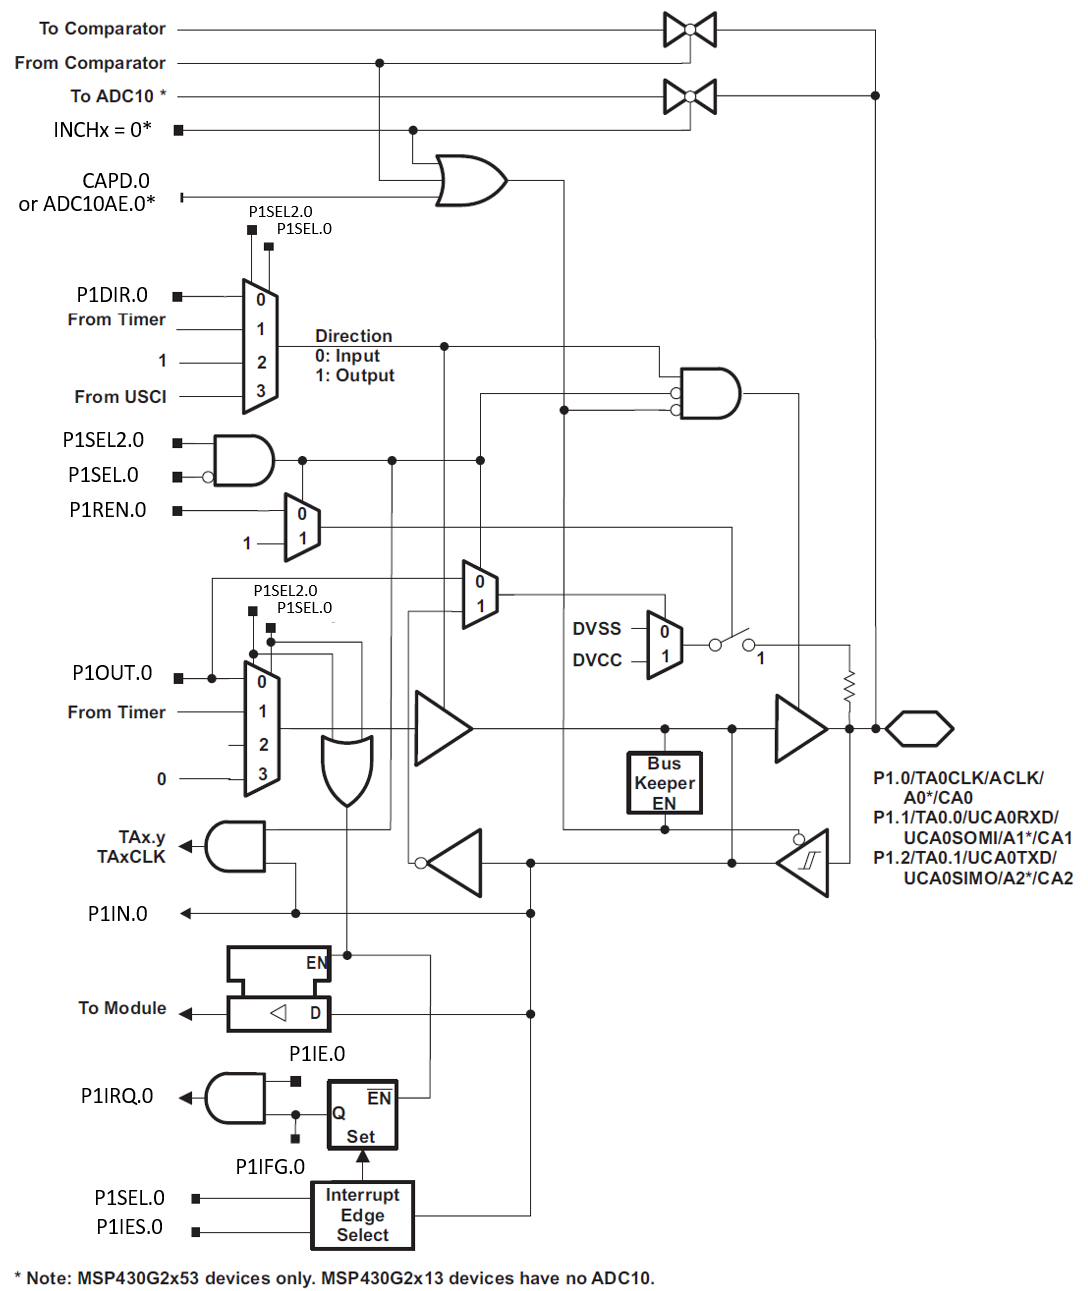 To Comparator
From Comparator
To ADC10 *
INCHx = 0*
CAPD.0
or ADC10AE.0*
P1SEL2.0
P1SEL.0
P1DIR.0
0
From Timer
1
1
2
From USCI
3
Direction
0: Input
1: Output
P1SEL2.0
P1SEL.0
P1REN.0
0
1
1
0
1
P1SEL2.0
P1SEL.0
DVSS
0
DVCC
1
1
P1OUT.0
0
From Timer
1
2
0
3
Bus
Keeper
EN
P1.0/TA0CLK/ACLK/
A0*/CA0
P1.1/TA0.0/UCA0RXD/
UCA0SOMI/A1*/CA1
P1.2/TA0.1/UCA0TXD/
UCA0SIMO/A2*/CA2
TAx.y
TAxCLK
P1IN.0
EN
To Module
D
P1IE.0
P1IRQ.0
EN
Q
Set
P1IFG.0
P1SEL.0
P1IES.0
Interrupt
Edge
Select
* Note: MSP430G2x53 devices only. MSP430G2x13 devices have no ADC10.